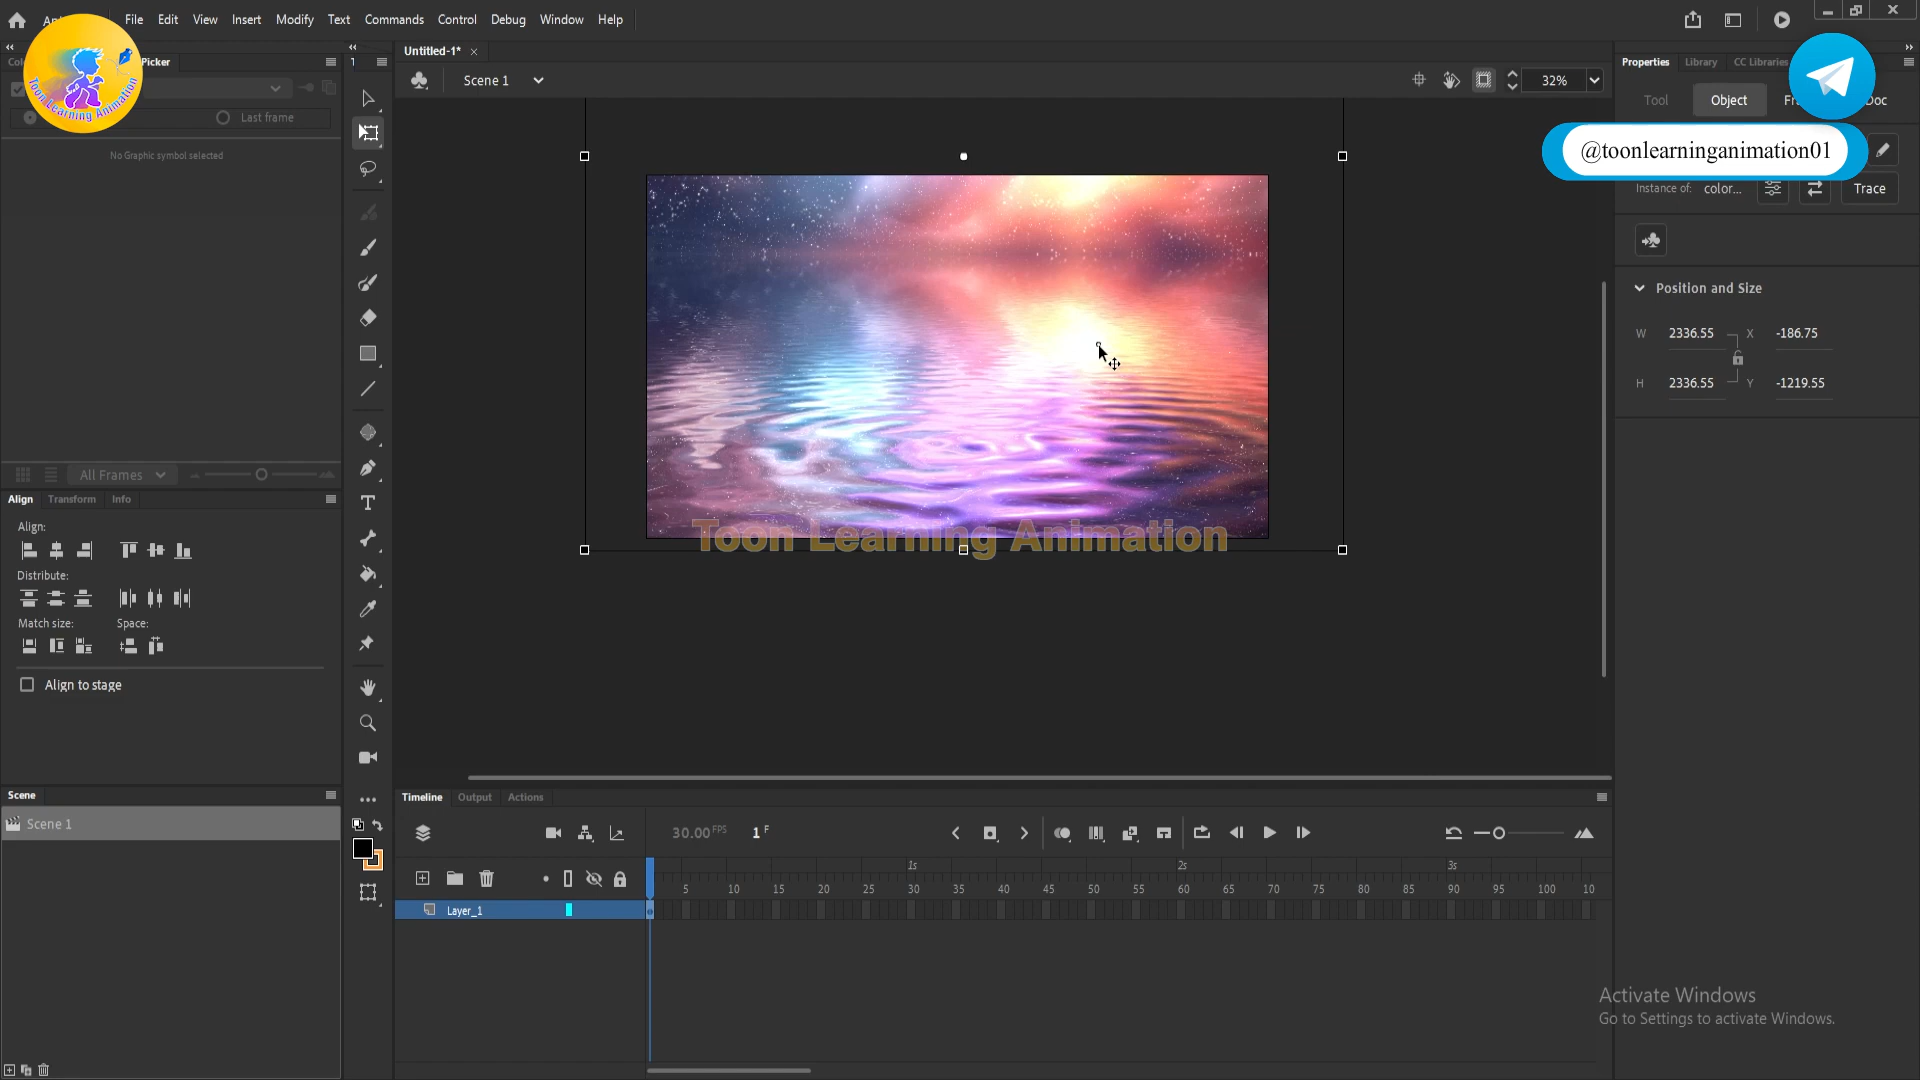 File Edit View Insert Modify Text Commands Control Debug Window Help
Picker
Last frame
No Graphic symbol selected
Toon Learning Animation
Untitled-1*
Scene 1
32%
Properties Library CC Libraries
Tool Object Doc
@toonlearninganimation01
Instance of: color... Trace
Position and Size
W 2336.55 X -186.75
H 2336.55 Y -1219.55
Toon Learning Animation
All Frames
Align Transform Info
Align:
Distribute:
Match size: Space:
Align to stage
Scene
Scene 1
Timeline Output Actions
30.00 FPS 1 F
1s 2s 3s
5 10 15 20 25 30 35 40 45 50 55 60 65 70 75 80 85 90 95 100 10
Layer_1
Activate Windows
Go to Settings to activate Windows.